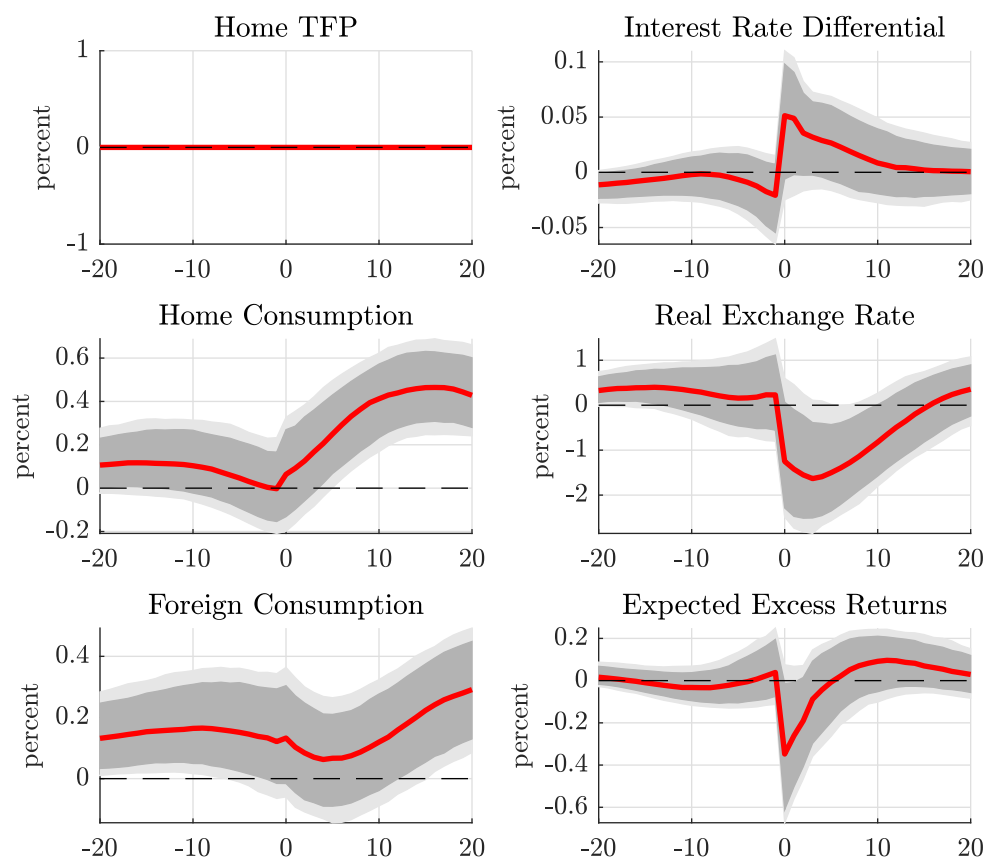 Home TFP
percent
1
0
-1
-20 -10 0 10 20
Interest Rate Differential
0.1
0.05
0
-0.05
-20 -10 0 10 20
Home Consumption
percent
0.6
0.4
0.2
0
-0.2
-20 -10 0 10 20
Real Exchange Rate
percent
1
0
-1
-2
-20 -10 0 10 20
Foreign Consumption
percent
0.4
0.2
0
-20 -10 0 10 20
Expected Excess Returns
percent
0.2
0
-0.2
-0.4
-0.6
-20 -10 0 10 20
percent